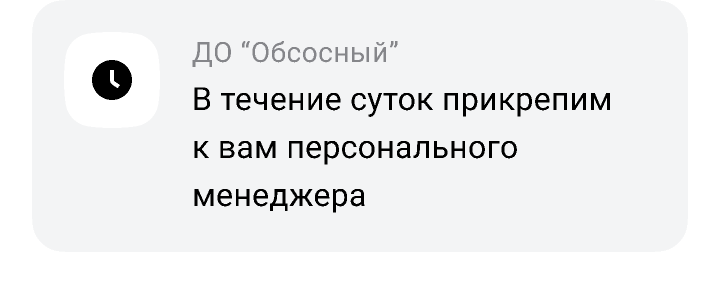 ДО “Обсосный”
В течение суток прикрепим
к вам персонального
менеджера